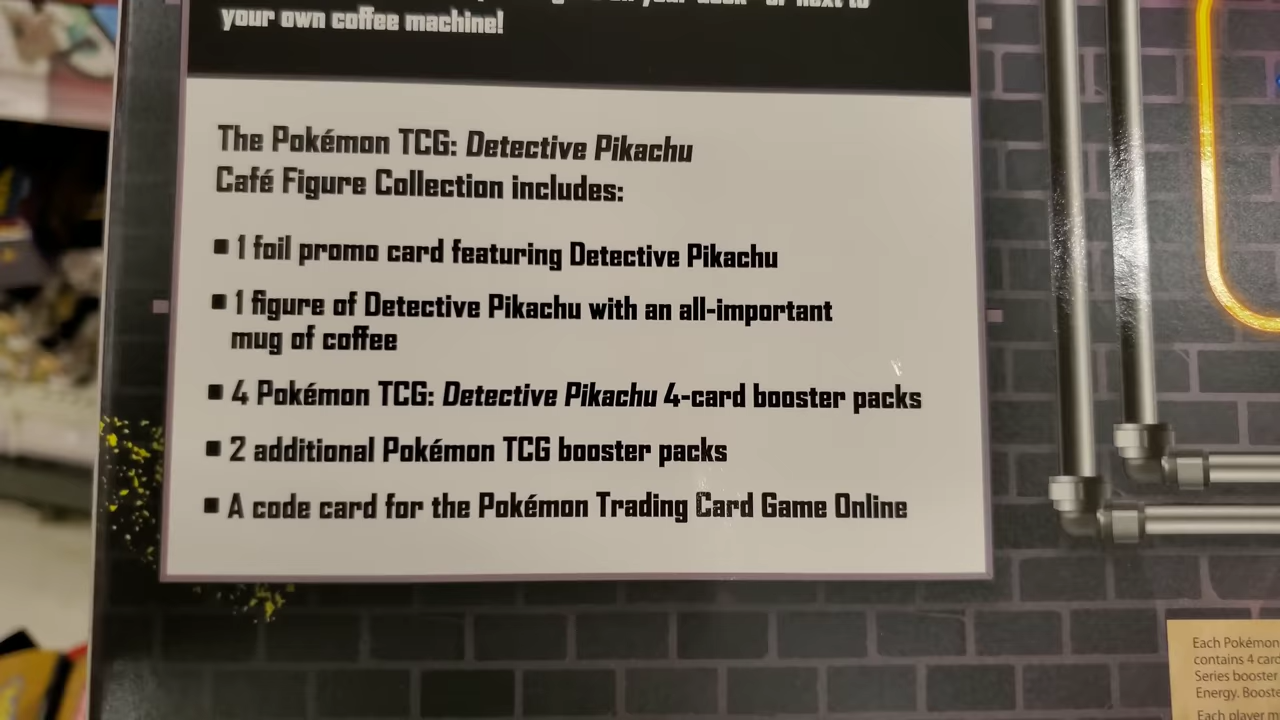 your own coffee machine!
The Pokémon TCG: Detective Pikachu
Café Figure Collection includes:
▪ 1 foil promo card featuring Detective Pikachu
▪ 1 figure of Detective Pikachu with an all-important
mug of coffee
▪ 4 Pokémon TCG: Detective Pikachu 4-card booster packs
▪ 2 additional Pokémon TCG booster packs
▪ A code card for the Pokémon Trading Card Game Online
Each Pokémon
contains 4 card
Series booster
Energy. Booste
Each player m